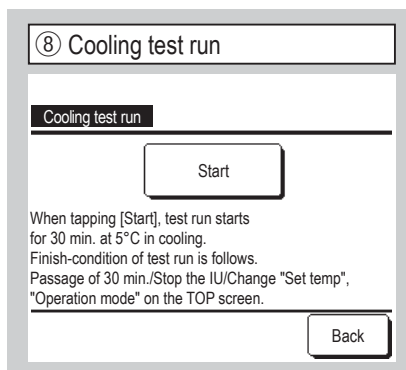 ⑧ Cooling test run
Cooling test run
Start
When tapping [Start], test run starts
for 30 min. at 5°C in cooling.
Finish-condition of test run is follows.
Passage of 30 min./Stop the IU/Change "Set temp",
"Operation mode" on the TOP screen.
Back